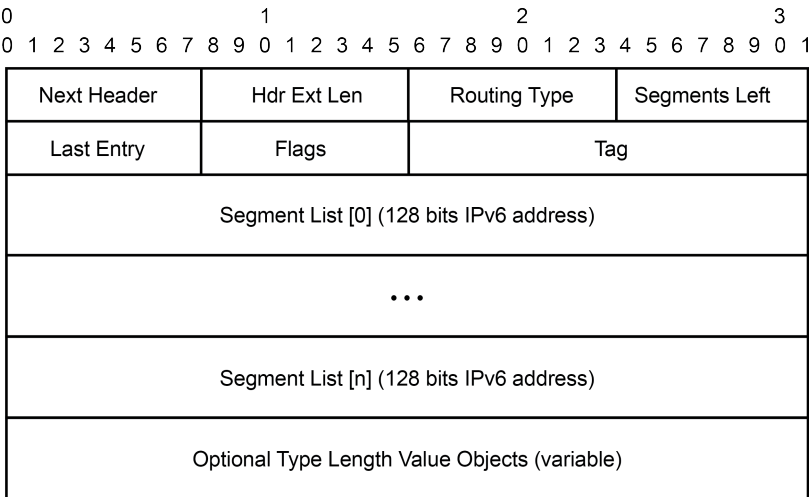 0 1 2 3
0 1 2 3 4 5 6 7 8 9 0 1 2 3 4 5 6 7 8 9 0 1 2 3 4 5 6 7 8 9 0 1
Next Header Hdr Ext Len Routing Type Segments Left
Last Entry Flags Tag
Segment List [0] (128 bits IPv6 address)
...
Segment List [n] (128 bits IPv6 address)
Optional Type Length Value Objects (variable)